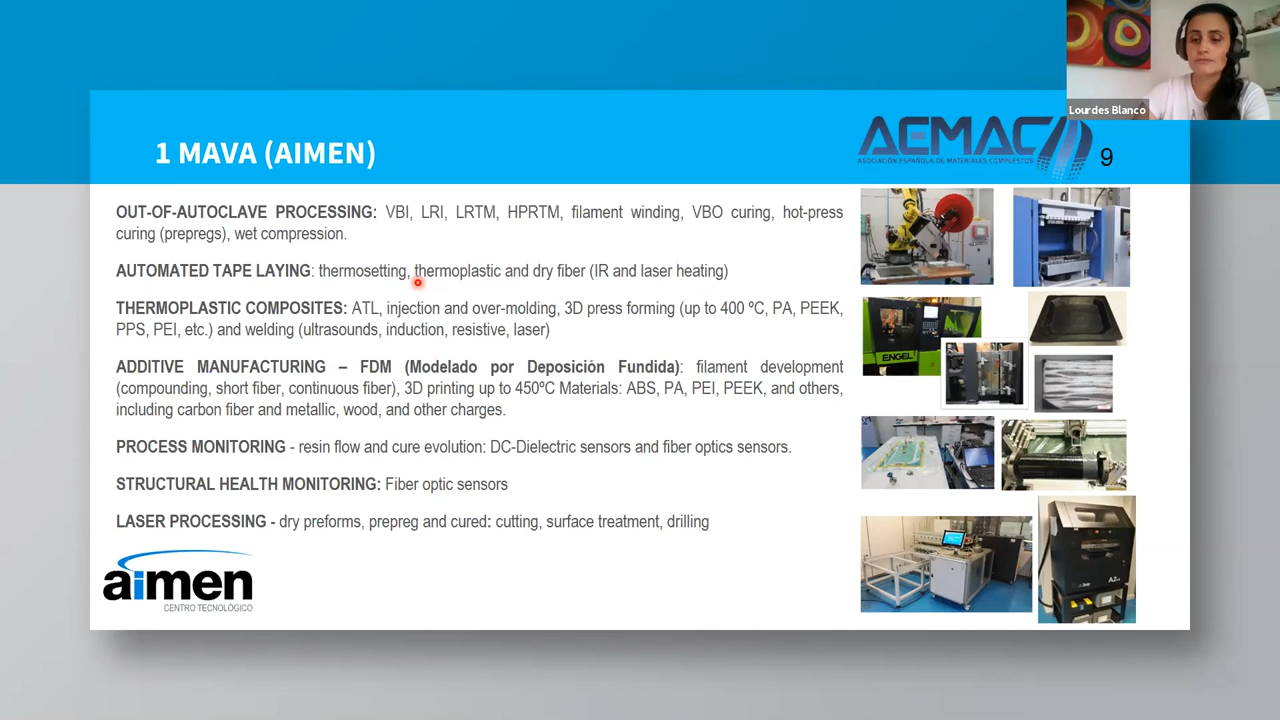 Lourdes Blanco
1 MAVA (AIMEN)
AEMAC
ASOCIACIÓN ESPAÑOLA DE MATERIALES COMPUESTOS
9
OUT-OF-AUTOCLAVE PROCESSING: VBI, LRI, LRTM, HPRTM, filament winding, VBO curing, hot-press
curing (prepregs), wet compression.
AUTOMATED TAPE LAYING: thermosetting, thermoplastic and dry fiber (IR and laser heating)
THERMOPLASTIC COMPOSITES: ATL, injection and over-molding, 3D press forming (up to 400 ºC, PA, PEEK,
PPS, PEI, etc.) and welding (ultrasounds, induction, resistive, laser)
ADDITIVE MANUFACTURING – FDM (Modelado por Deposición Fundida): filament development
(compounding, short fiber, continuous fiber), 3D printing up to 450ºC Materials: ABS, PA, PEI, PEEK, and others,
including carbon fiber and metallic, wood, and other charges.
PROCESS MONITORING - resin flow and cure evolution: DC-Dielectric sensors and fiber optics sensors.
STRUCTURAL HEALTH MONITORING: Fiber optic sensors
LASER PROCESSING - dry preforms, prepreg and cured: cutting, surface treatment, drilling
ENGEL
aimen
CENTRO TECNOLÓGICO